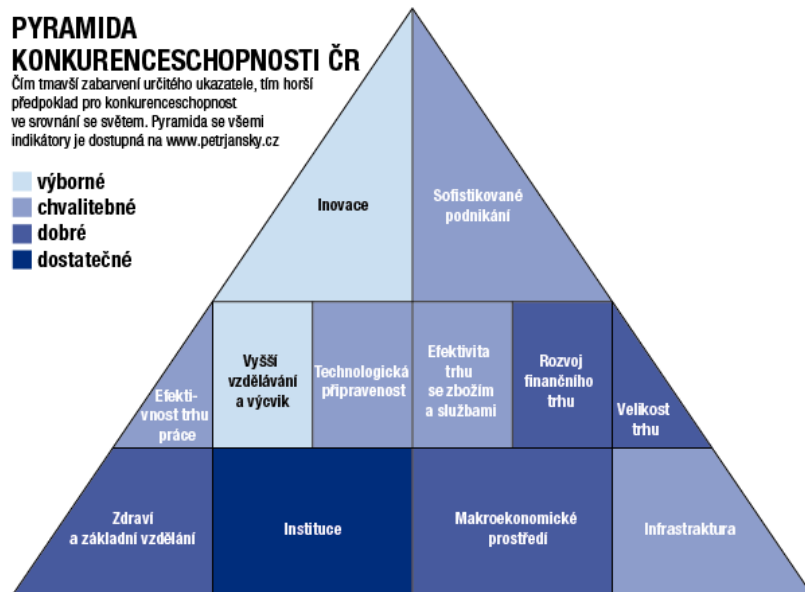 PYRAMIDA
KONKURENCESCHOPNOSTI ČR
Čím tmavší zabarvení určitého ukazatele, tím horší
předpoklad pro konkurenceschopnost
ve srovnání se světem. Pyramida se všemi
indikátory je dostupná na www.petrjansky.cz
výborné
chvalitebné
dobré
dostatečné
Inovace
Sofistikované
podnikání
Efekti-
vnost trhu
práce
Vyšší
vzdělávání
a výcvik
Technologická
připravenost
Efektivita
trhu
se zbožím
a službami
Rozvoj
finančního
trhu
Velikost
trhu
Zdraví
a základní vzdělání
Instituce
Makroekonomické
prostředí
Infrastraktura